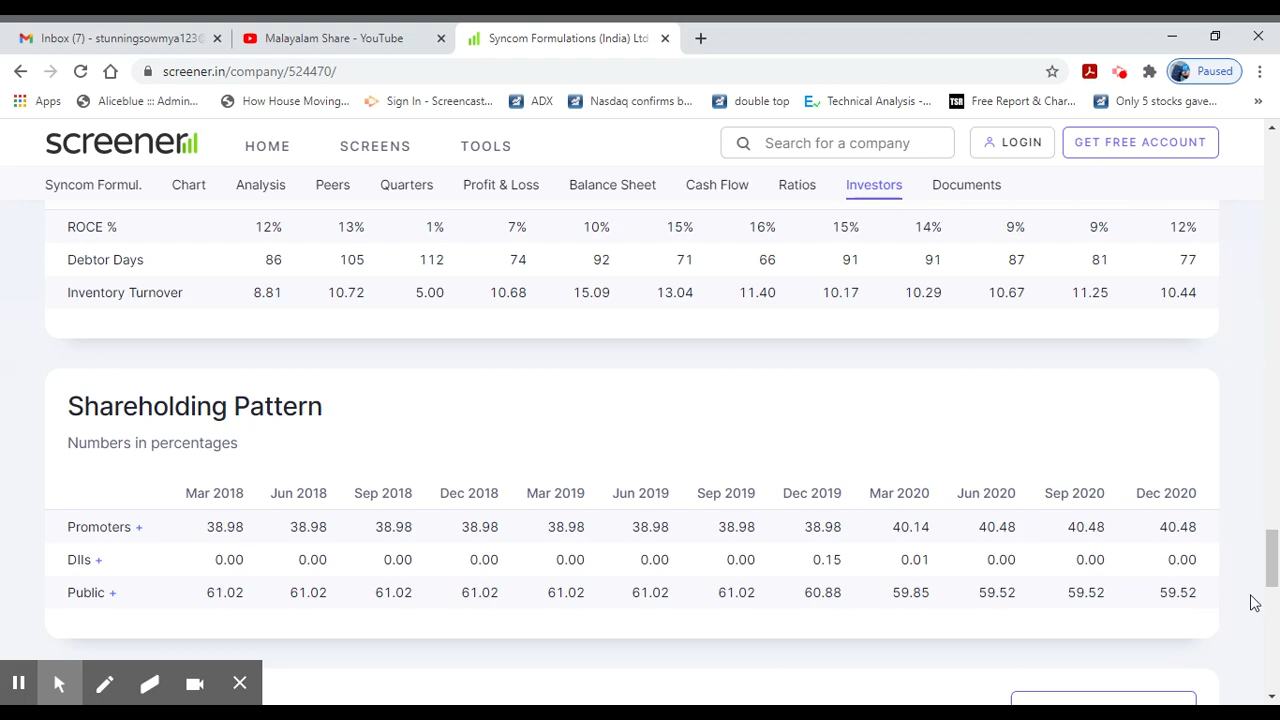 Inbox (7) - stunningsowmya123@ Malayalam Share - YouTube Syncom Formulations (India) Ltd
screener.in/company/524470/ Paused
Apps Aliceblue ::: Admin... How House Moving... Sign In - Screencast... ADX Nasdaq confirms b... double top Technical Analysis -... TSR Free Report & Char... Only 5 stocks gave... »
screener HOME SCREENS TOOLS Search for a company LOGIN GET FREE ACCOUNT
Syncom Formul. Chart Analysis Peers Quarters Profit & Loss Balance Sheet Cash Flow Ratios Investors Documents
ROCE % 12% 13% 1% 7% 10% 15% 16% 15% 14% 9% 9% 12%
Debtor Days 86 105 112 74 92 71 66 91 91 87 81 77
Inventory Turnover 8.81 10.72 5.00 10.68 15.09 13.04 11.40 10.17 10.29 10.67 11.25 10.44
Shareholding Pattern
Numbers in percentages
Mar 2018 Jun 2018 Sep 2018 Dec 2018 Mar 2019 Jun 2019 Sep 2019 Dec 2019 Mar 2020 Jun 2020 Sep 2020 Dec 2020
Promoters + 38.98 38.98 38.98 38.98 38.98 38.98 38.98 38.98 40.14 40.48 40.48 40.48
DIIs + 0.00 0.00 0.00 0.00 0.00 0.00 0.00 0.15 0.01 0.00 0.00 0.00
Public + 61.02 61.02 61.02 61.02 61.02 61.02 61.02 60.88 59.85 59.52 59.52 59.52